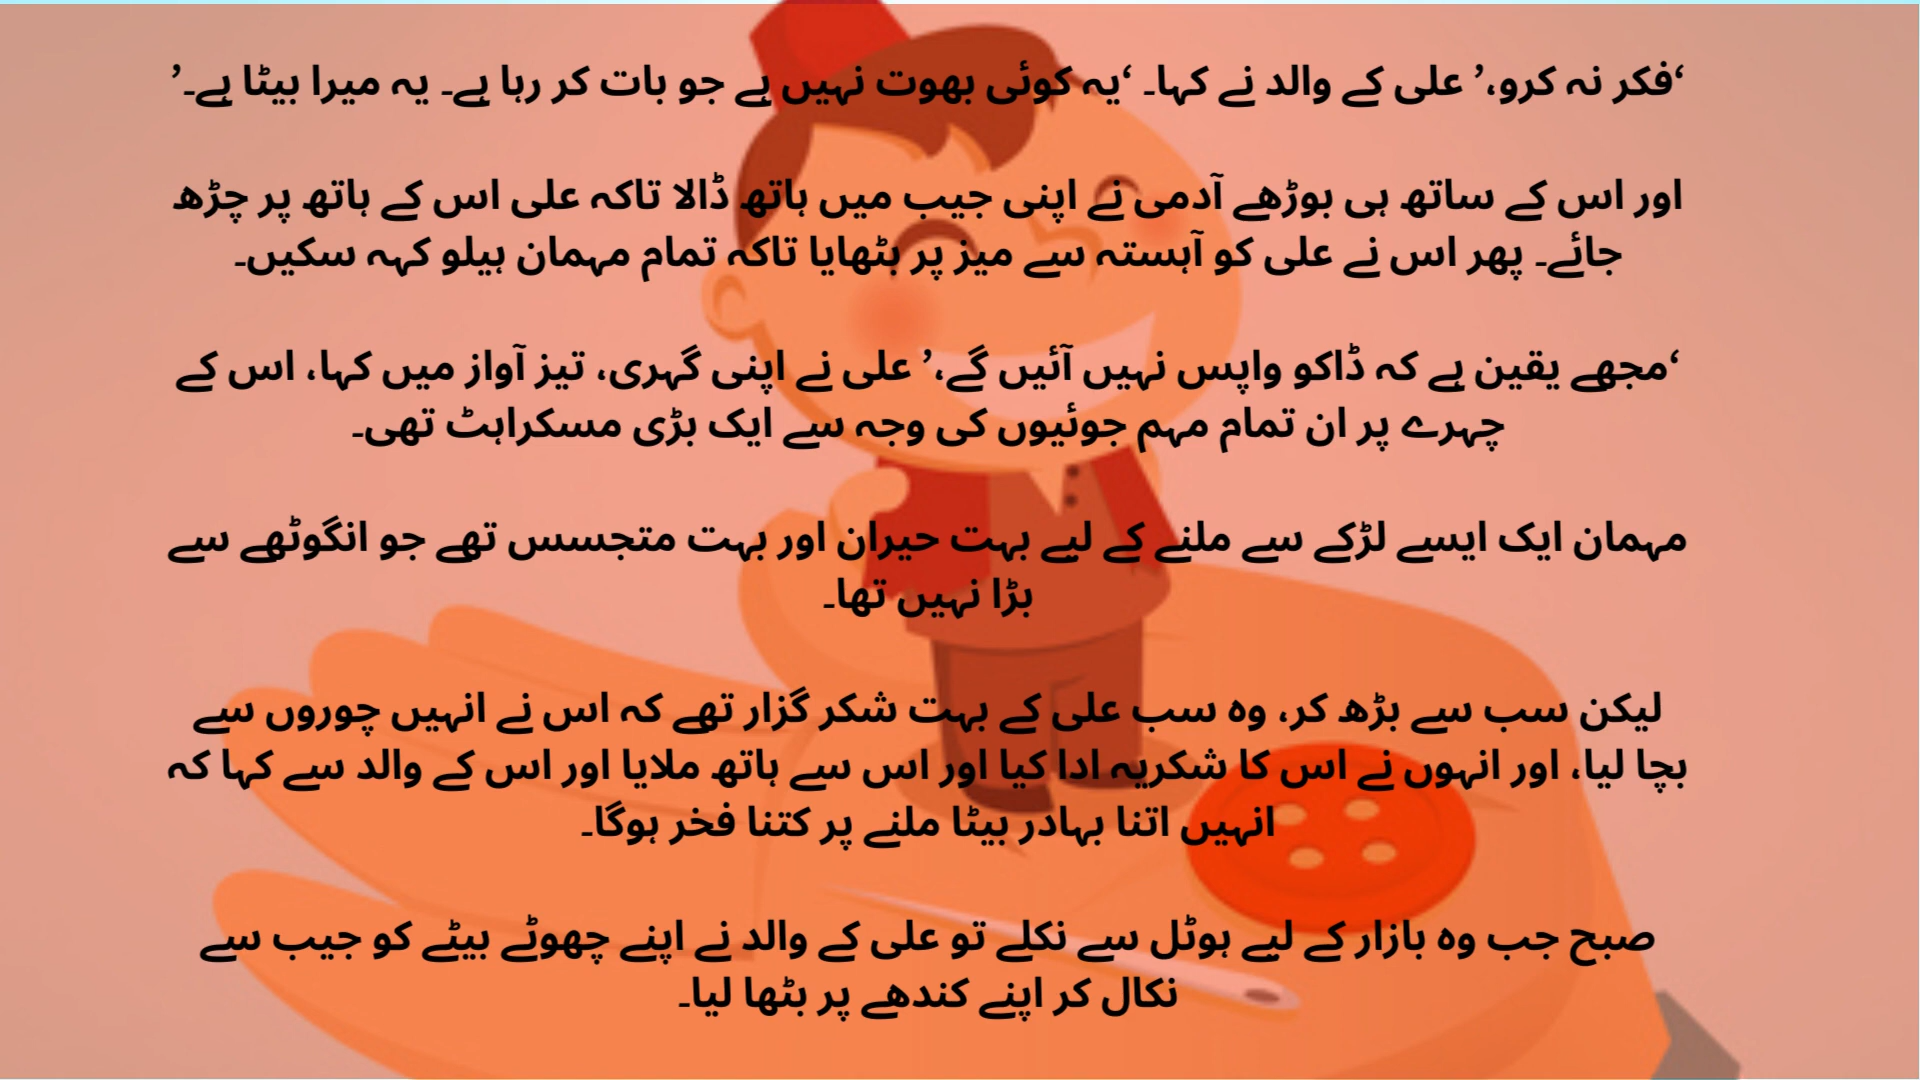 ‘فکر نہ کرو،’ علی کے والد نے کہا۔ ‘یہ کوئی بھوت نہیں ہے جو بات کر رہا ہے۔ یہ میرا بیٹا ہے۔’
اور اس کے ساتھ ہی بوڑھے آدمی نے اپنی جیب میں ہاتھ ڈالا تاکہ علی اس کے ہاتھ پر چڑھ
جائے۔ پھر اس نے علی کو آہستہ سے میز پر بٹھایا تاکہ تمام مہمان ہیلو کہہ سکیں۔
‘مجھے یقین ہے کہ ڈاکو واپس نہیں آئیں گے،’ علی نے اپنی گہری، تیز آواز میں کہا، اس کے
چہرے پر ان تمام مہم جوئیوں کی وجہ سے ایک بڑی مسکراہٹ تھی۔
مہمان ایک ایسے لڑکے سے ملنے کے لیے بہت حیران اور بہت متجسس تھے جو انگوٹھے سے
بڑا نہیں تھا۔
لیکن سب سے بڑھ کر، وہ سب علی کے بہت شکر گزار تھے کہ اس نے انہیں چوروں سے
بچا لیا، اور انہوں نے اس کا شکریہ ادا کیا اور اس سے ہاتھ ملایا اور اس کے والد سے کہا کہ
انہیں اتنا بہادر بیٹا ملنے پر کتنا فخر ہوگا۔
صبح جب وہ بازار کے لیے ہوٹل سے نکلے تو علی کے والد نے اپنے چھوٹے بیٹے کو جیب سے
نکال کر اپنے کندھے پر بٹھا لیا۔